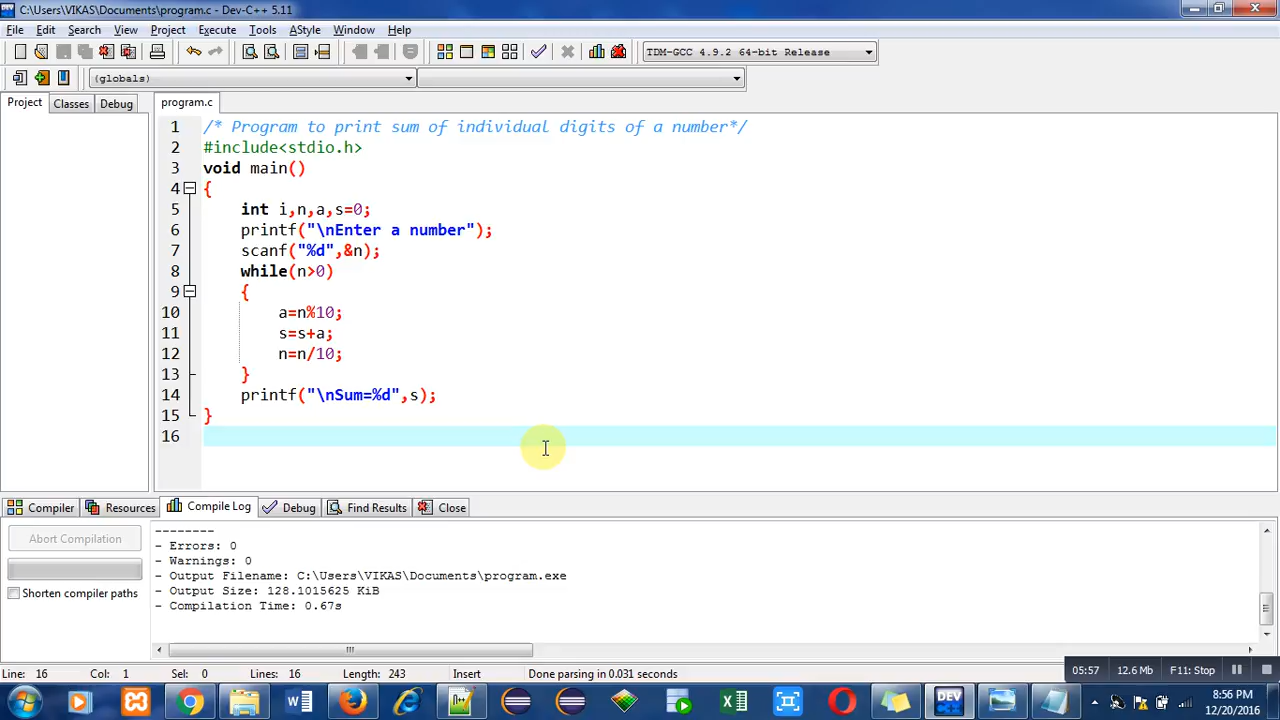 C:\Users\VIKAS\Documents\program.c - Dev-C++ 5.11
File Edit Search View Project Execute Tools AStyle Window Help
TDM-GCC 4.9.2 64-bit Release
(globals)
Project Classes Debug program.c
1 /* Program to print sum of individual digits of a number*/
2 #include<stdio.h>
3 void main()
4 {
5 int i,n,a,s=0;
6 printf("\nEnter a number");
7 scanf("%d",&n);
8 while(n>0)
9 {
10 a=n%10;
11 s=s+a;
12 n=n/10;
13 }
14 printf("\nSum=%d",s);
15 }
16
Compiler Resources Compile Log Debug Find Results Close
Abort Compilation
Shorten compiler paths
--------
- Errors: 0
- Warnings: 0
- Output Filename: C:\Users\VIKAS\Documents\program.exe
- Output Size: 128.1015625 KiB
- Compilation Time: 0.67s
Line: 16 Col: 1 Sel: 0 Lines: 16 Length: 243 Insert Done parsing in 0.031 seconds
05:57 12.6 Mb F11: Stop
DEV
8:56 PM
12/20/2016